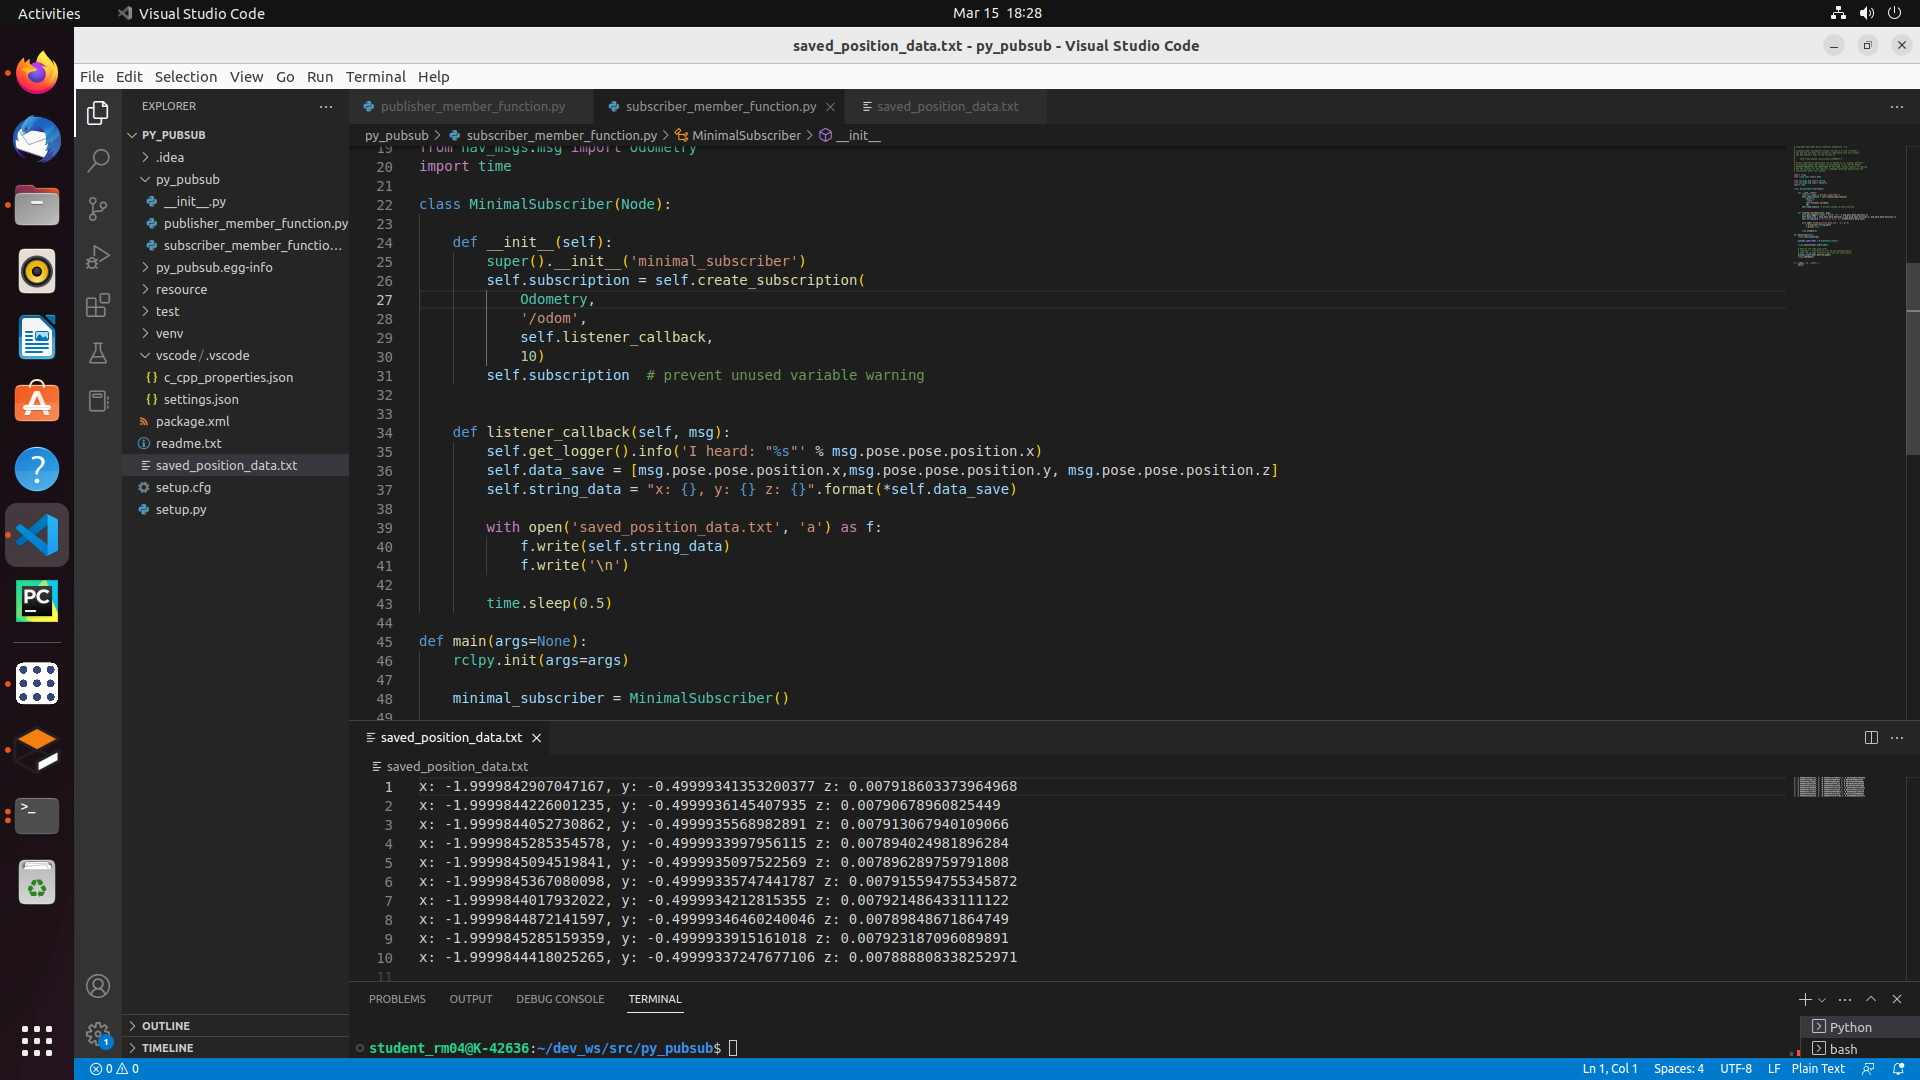 Activities
Visual Studio Code
Mar 15 18:28
saved_position_data.txt - py_pubsub - Visual Studio Code
File Edit Selection View Go Run Terminal Help
EXPLORER
PY_PUBSUB
.idea
py_pubsub
__init__.py
publisher_member_function.py
subscriber_member_functio...
py_pubsub.egg-info
resource
test
venv
vscode/.vscode
{} c_cpp_properties.json
{} settings.json
package.xml
readme.txt
saved_position_data.txt
setup.cfg
setup.py
OUTLINE
TIMELINE
publisher_member_function.py
subscriber_member_function.py
saved_position_data.txt
py_pubsub > subscriber_member_function.py > MinimalSubscriber > __init__
19 from nav_msgs.msg import Odometry
20 import time
21
22 class MinimalSubscriber(Node):
23
24 def __init__(self):
25 super().__init__('minimal_subscriber')
26 self.subscription = self.create_subscription(
27 Odometry,
28 '/odom',
29 self.listener_callback,
30 10)
31 self.subscription  # prevent unused variable warning
32
33
34 def listener_callback(self, msg):
35 self.get_logger().info('I heard: "%s"' % msg.pose.pose.position.x)
36 self.data_save = [msg.pose.pose.position.x,msg.pose.pose.position.y, msg.pose.pose.position.z]
37 self.string_data = "x: {}, y: {} z: {}".format(*self.data_save)
38
39 with open('saved_position_data.txt', 'a') as f:
40 f.write(self.string_data)
41 f.write('\n')
42
43 time.sleep(0.5)
44
45 def main(args=None):
46 rclpy.init(args=args)
47
48 minimal_subscriber = MinimalSubscriber()
49
saved_position_data.txt
saved_position_data.txt
1 x: -1.9999842907047167, y: -0.49999341353200377 z: 0.007918603373964968
2 x: -1.9999844226001235, y: -0.4999936145407935 z: 0.00790678960825449
3 x: -1.9999844052730862, y: -0.4999935568982891 z: 0.007913067940109066
4 x: -1.9999845285354578, y: -0.4999933997956115 z: 0.007894024981896284
5 x: -1.9999845094519841, y: -0.4999935097522569 z: 0.007896289759791808
6 x: -1.9999845367080098, y: -0.49999335747441787 z: 0.007915594755345872
7 x: -1.9999844017932022, y: -0.4999934212815355 z: 0.007921486433111122
8 x: -1.9999844872141597, y: -0.49999346460240046 z: 0.00789848671864749
9 x: -1.9999845285159359, y: -0.4999933915161018 z: 0.007923187096089891
10 x: -1.9999844418025265, y: -0.49999337247677106 z: 0.007888808338252971
11
PROBLEMS OUTPUT DEBUG CONSOLE TERMINAL
student_rm04@K-42636:~/dev_ws/src/py_pubsub$
Python
bash
0 0
Ln 1, Col 1 Spaces: 4 UTF-8 LF Plain Text
PC
1